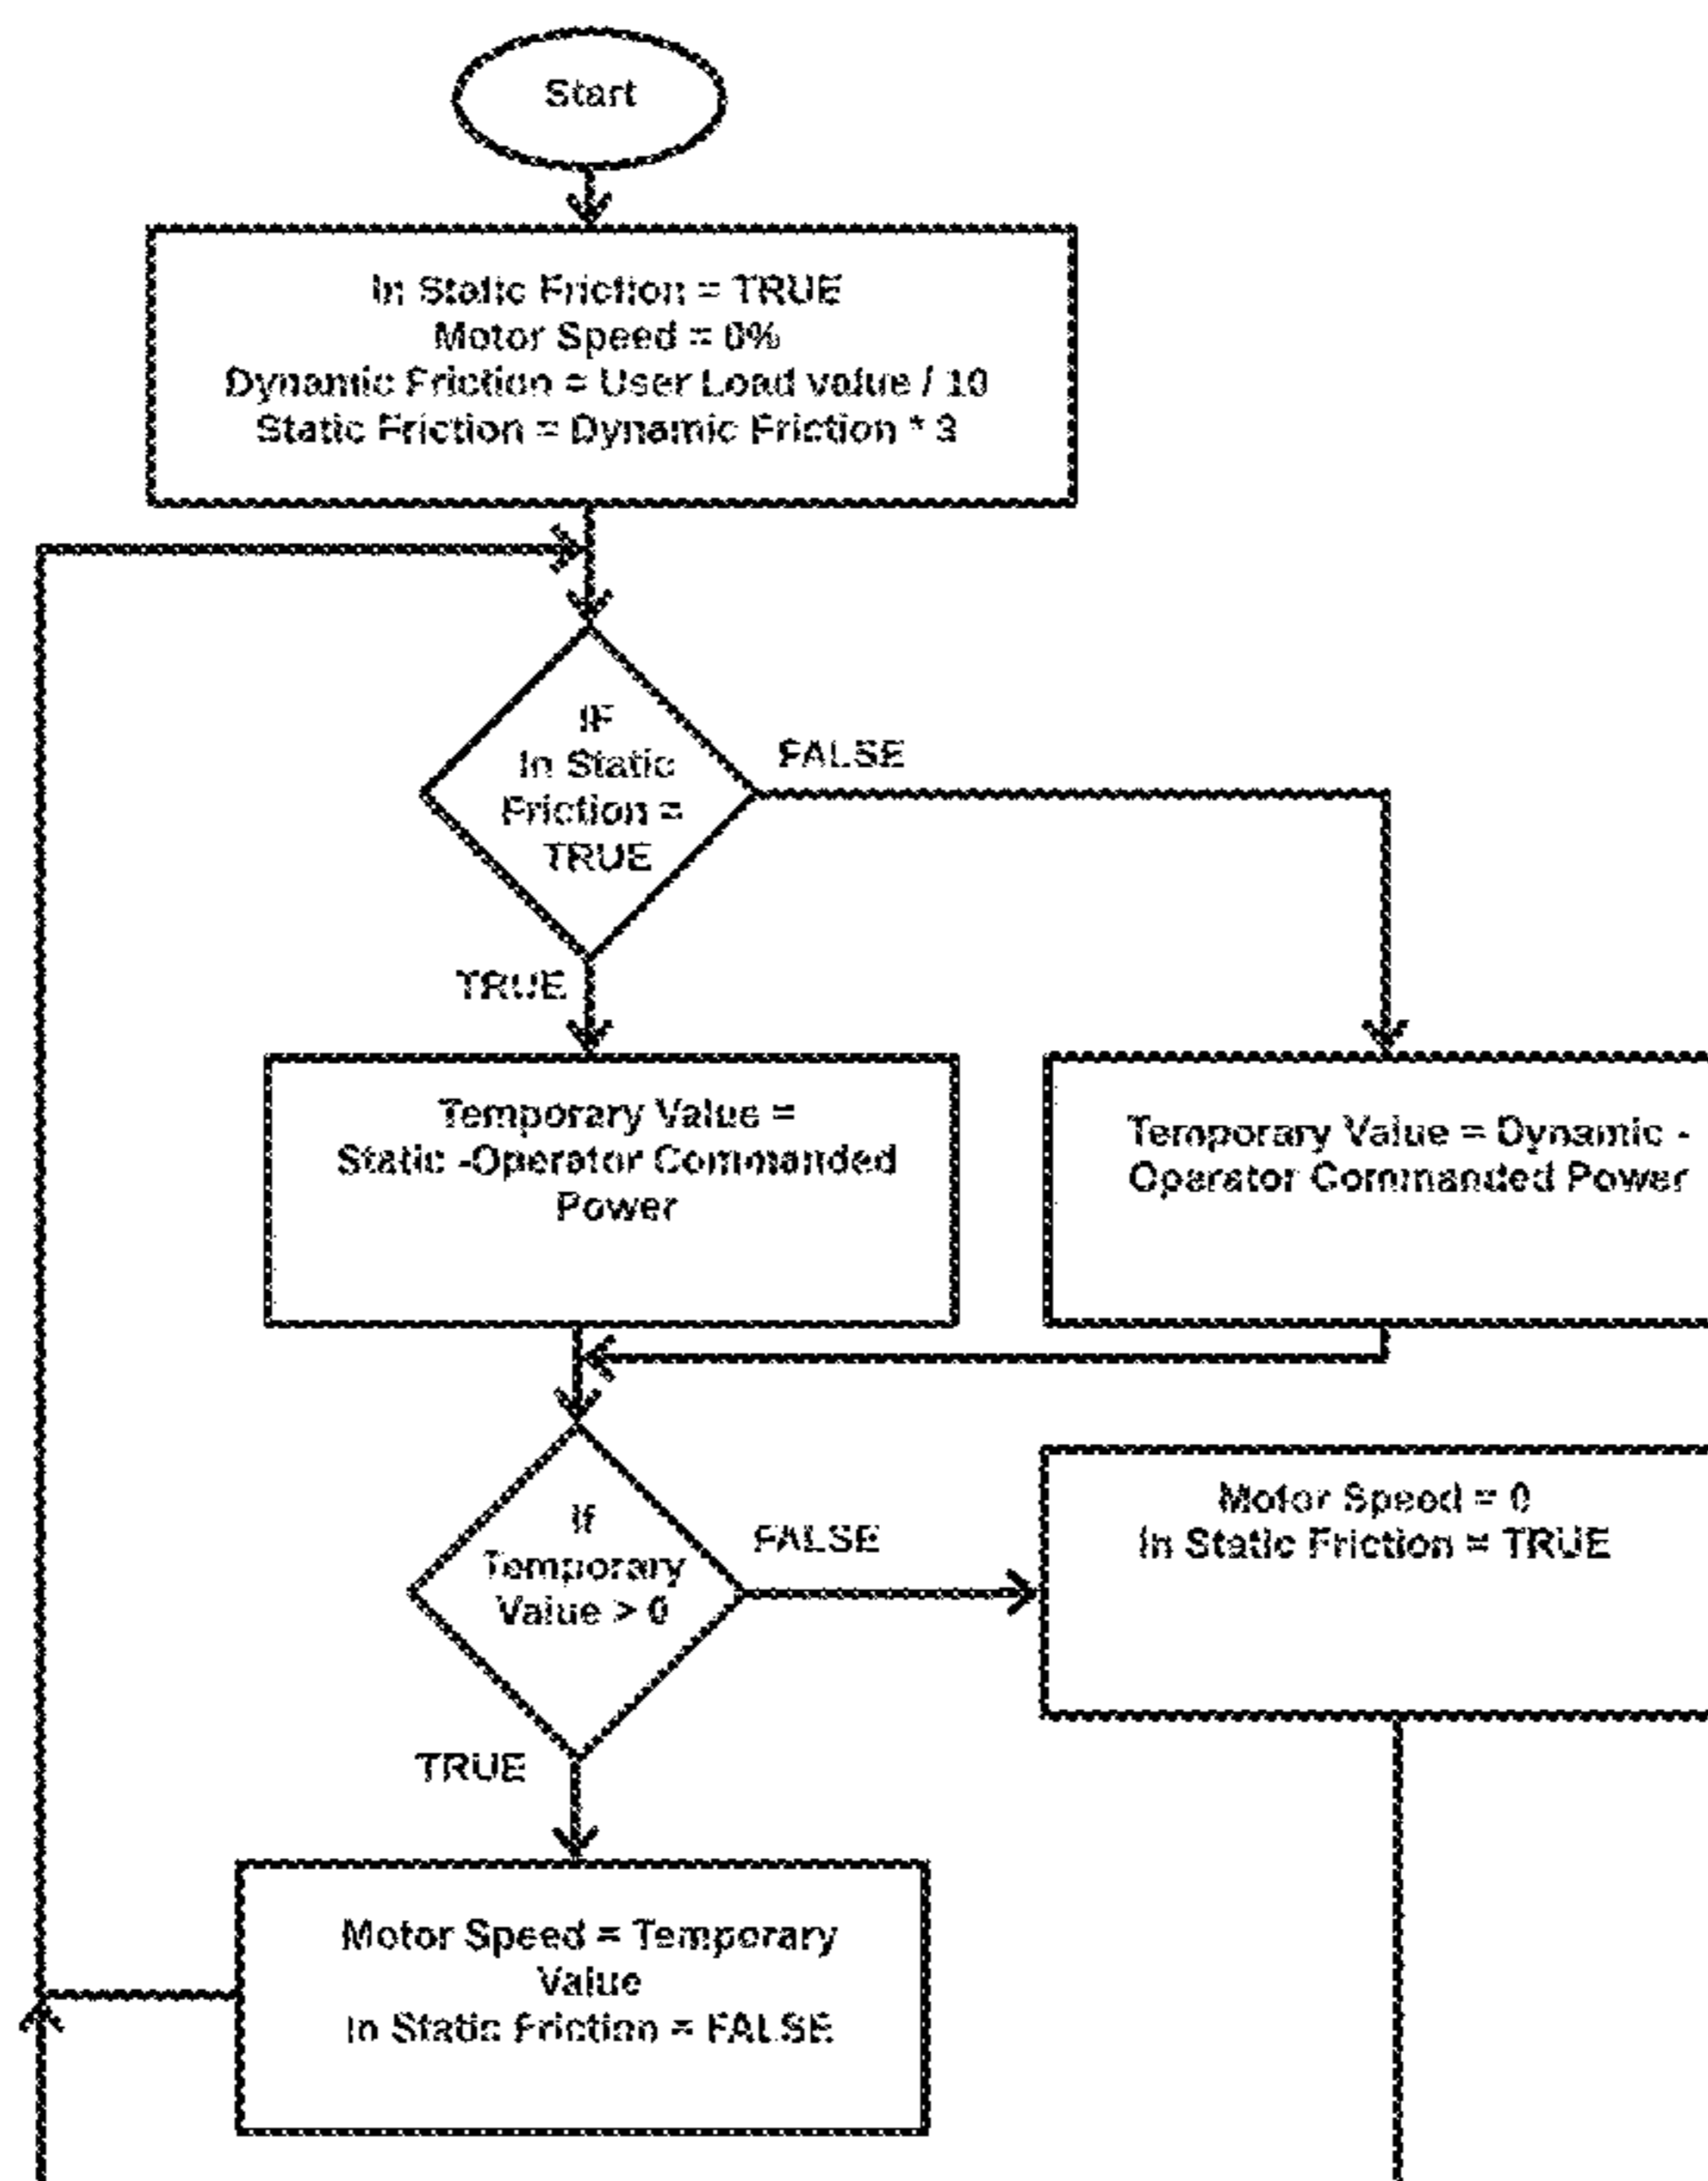 Start
In Static Friction = TRUE
Motor Speed = 0%
Dynamic Friction = User Load value / 10
Static Friction = Dynamic Friction * 3
IF
In Static
Friction =
TRUE
FALSE
TRUE
Temporary Value =
Static -Operator Commanded
Power
Temporary Value = Dynamic -
Operator Commanded Power
If
Temporary
Value > 0
FALSE
Motor Speed = 0
In Static Friction = TRUE
TRUE
Motor Speed = Temporary
Value
In Static Friction = FALSE